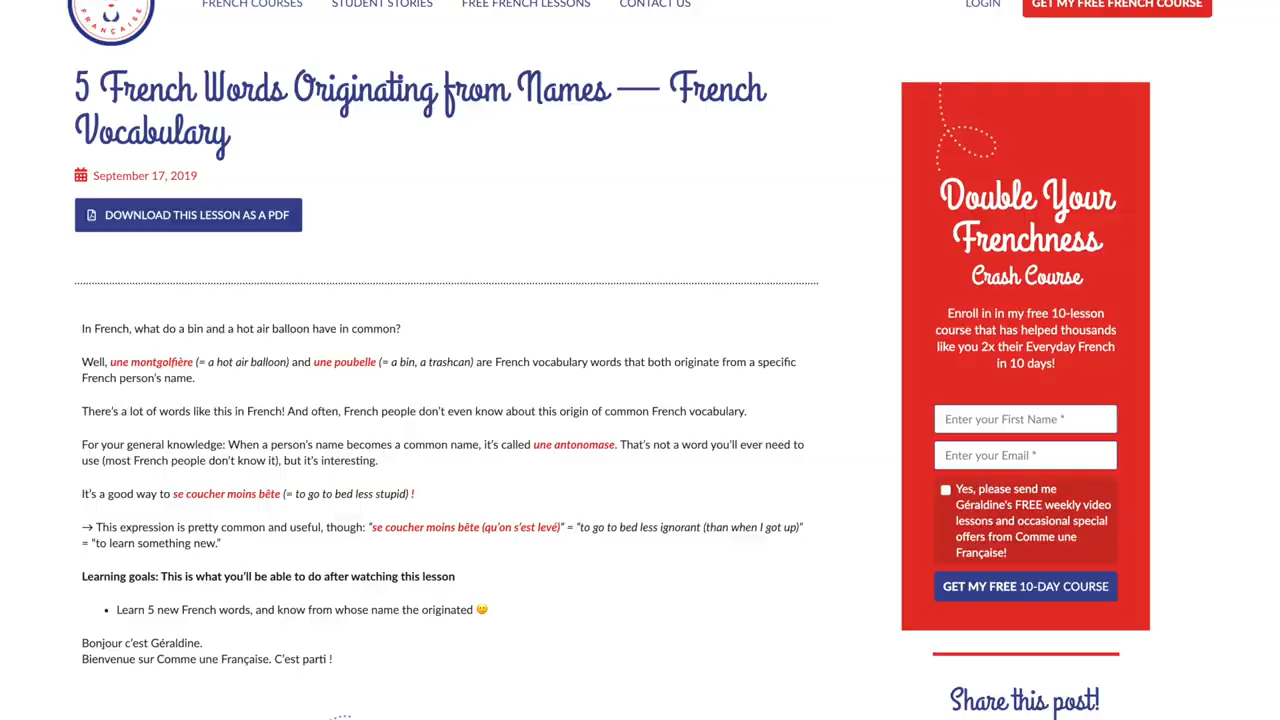 FRENCH COURSES
STUDENT STORIES
FREE FRENCH LESSONS
CONTACT US
LOGIN
GET MY FREE FRENCH COURSE
FRANÇAISE
5 French Words Originating from Names — French
Vocabulary
September 17, 2019
DOWNLOAD THIS LESSON AS A PDF
In French, what do a bin and a hot air balloon have in common?
Well, une montgolfière (= a hot air balloon) and une poubelle (= a bin, a trashcan) are French vocabulary words that both originate from a specific
French person’s name.
There’s a lot of words like this in French! And often, French people don’t even know about this origin of common French vocabulary.
For your general knowledge: When a person’s name becomes a common name, it’s called une antonomase. That’s not a word you’ll ever need to
use (most French people don’t know it), but it’s interesting.
It’s a good way to se coucher moins bête (= to go to bed less stupid) !
→ This expression is pretty common and useful, though: “se coucher moins bête (qu’on s’est levé)” = “to go to bed less ignorant (than when I got up)”
= “to learn something new.”
Learning goals: This is what you’ll be able to do after watching this lesson
• Learn 5 new French words, and know from whose name the originated 😊
Bonjour c’est Géraldine.
Bienvenue sur Comme une Française. C’est parti !
Double Your
Frenchness
Crash Course
Enroll in in my free 10-lesson
course that has helped thousands
like you 2x their Everyday French
in 10 days!
Enter your First Name *
Enter your Email *
Yes, please send me
Géraldine's FREE weekly video
lessons and occasional special
offers from Comme une
Française!
GET MY FREE 10-DAY COURSE
Share this post!